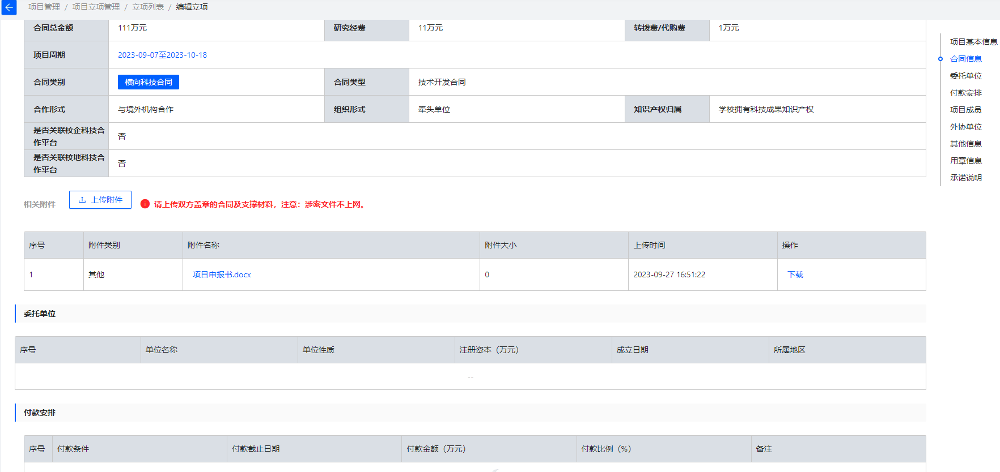 项目管理 / 项目立项管理 / 立项列表 / 编辑立项
合同总金额 111万元 研究经费 11万元 转拨费/代购费 1万元
项目周期 2023-09-07至2023-10-18
合同类别 横向科技合同 合同类型 技术开发合同
合作形式 与境外机构合作 组织形式 牵头单位 知识产权归属 学校拥有科技成果知识产权
是否关联校企科技合
作平台
否
是否关联校地科技合
作平台
否
相关附件 上传附件 请上传双方盖章的合同及支撑材料，注意：涉密文件不上网。
序号 附件类别 附件名称 附件大小 上传时间 操作
1 其他 项目申报书.docx 0 2023-09-27 16:51:22 下载
委托单位
序号 单位名称 单位性质 注册资本（万元） 成立日期 所属地区
--
付款安排
序号 付款条件 付款截止日期 付款金额（万元） 付款比例（%） 备注
项目基本信息
合同信息
委托单位
付款安排
项目成员
外协单位
其他信息
用章信息
承诺说明